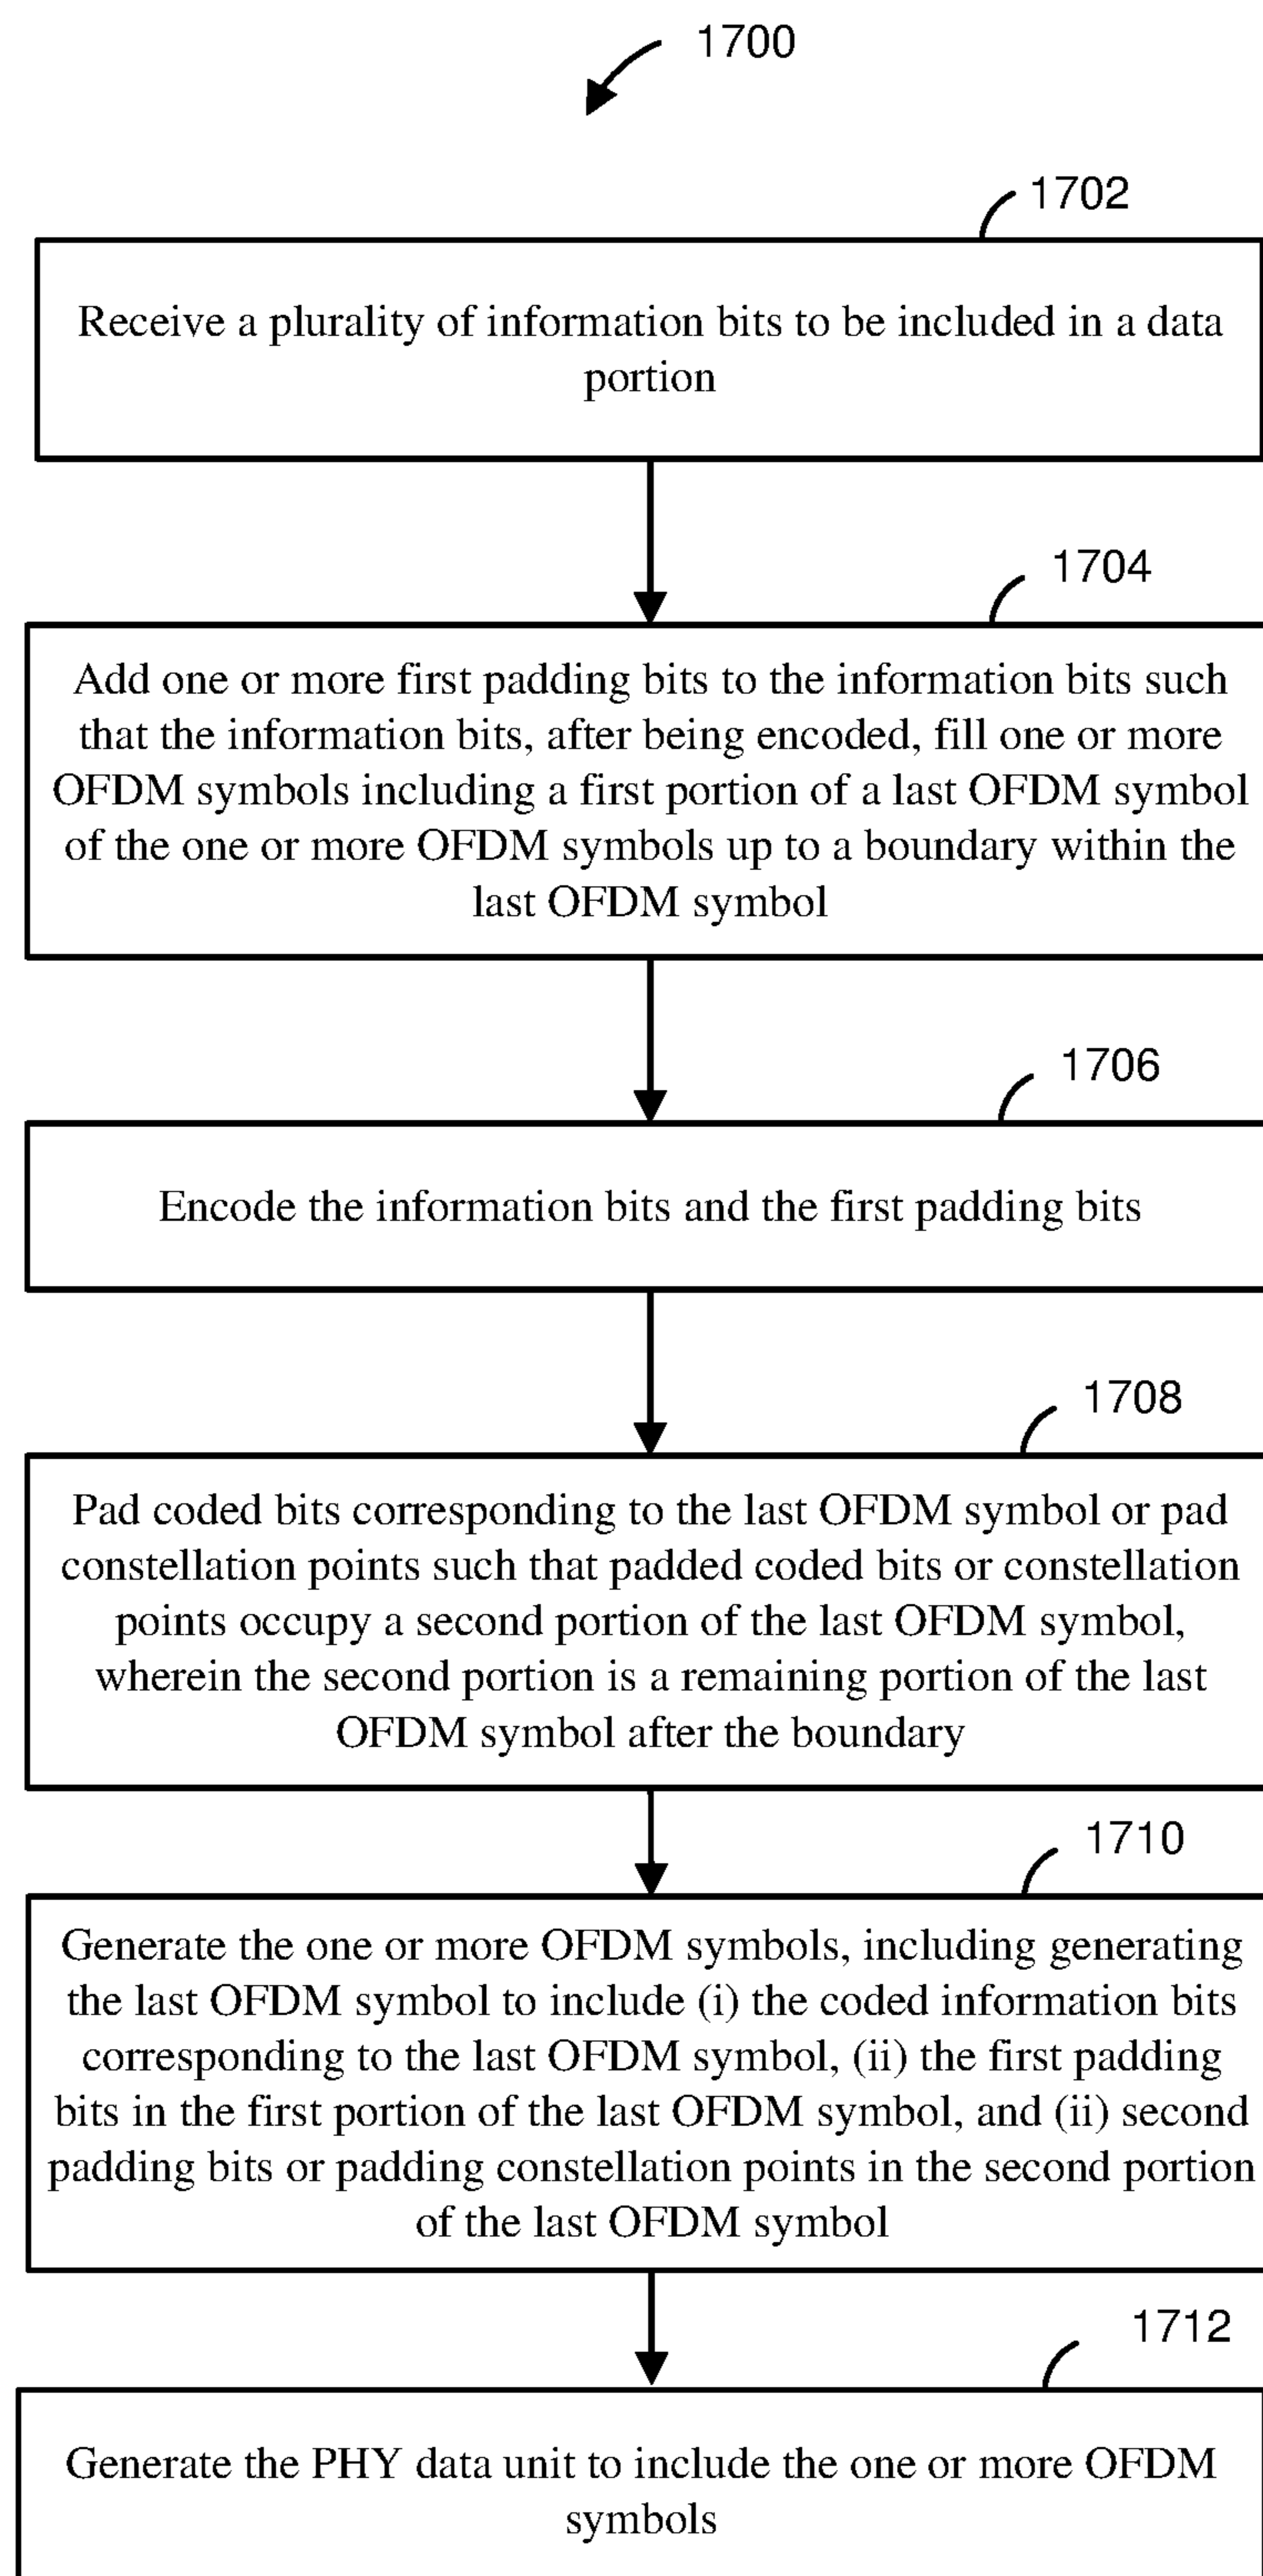 1700
1702
Receive a plurality of information bits to be included in a data
portion
1704
Add one or more first padding bits to the information bits such
that the information bits, after being encoded, fill one or more
OFDM symbols including a first portion of a last OFDM symbol
of the one or more OFDM symbols up to a boundary within the
last OFDM symbol
1706
Encode the information bits and the first padding bits
1708
Pad coded bits corresponding to the last OFDM symbol or pad
constellation points such that padded coded bits or constellation
points occupy a second portion of the last OFDM symbol,
wherein the second portion is a remaining portion of the last
OFDM symbol after the boundary
1710
Generate the one or more OFDM symbols, including generating
the last OFDM symbol to include (i) the coded information bits
corresponding to the last OFDM symbol, (ii) the first padding
bits in the first portion of the last OFDM symbol, and (ii) second
padding bits or padding constellation points in the second portion
of the last OFDM symbol
1712
Generate the PHY data unit to include the one or more OFDM
symbols